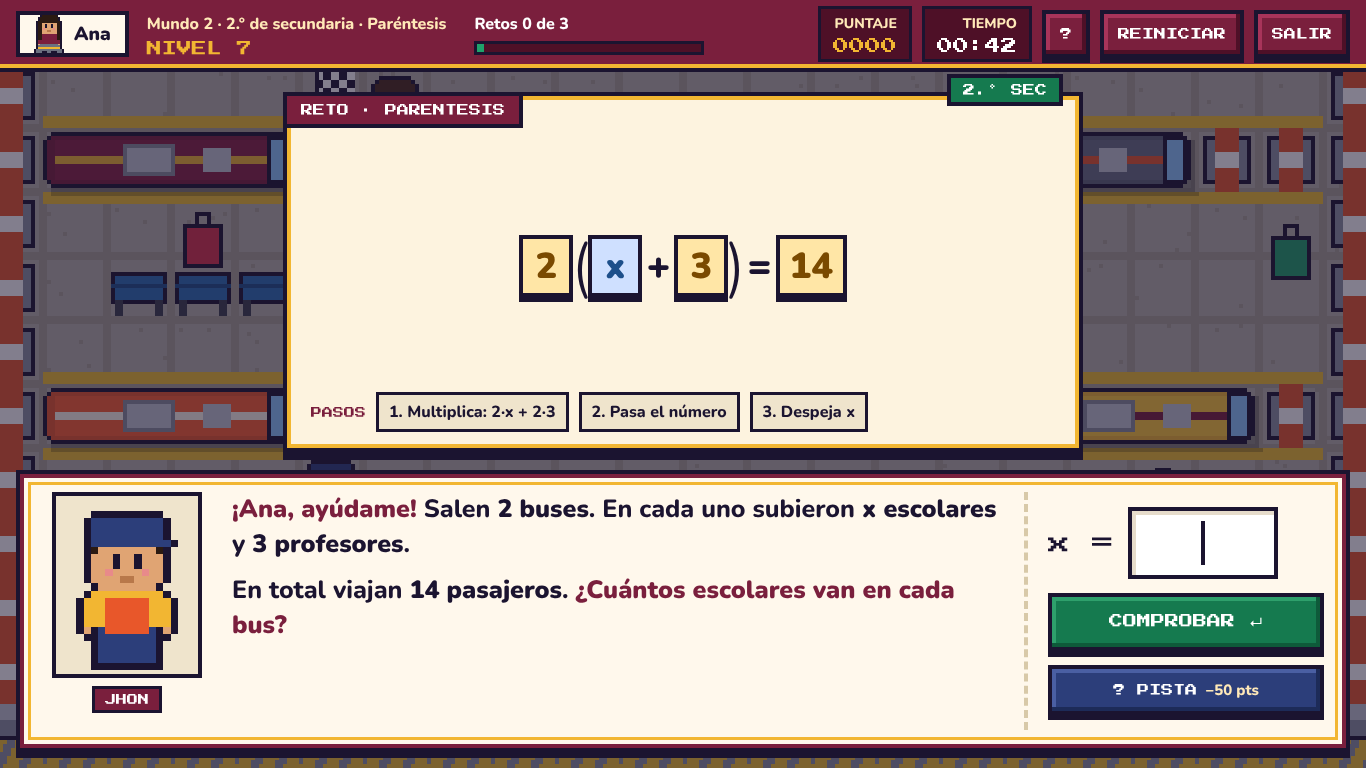 Ana
Mundo 2 · 2.º de secundaria · Paréntesis
NIVEL 7
Retos 0 de 3
PUNTAJE
0000
TIEMPO
00:42
?
REINICIAR
SALIR
RETO · PARENTESIS
2.° SEC
2(x + 3) = 14
PASOS
1. Multiplica: 2·x + 2·3
2. Pasa el número
3. Despeja x
¡Ana, ayúdame! Salen 2 buses. En cada uno subieron x escolares
y 3 profesores.
En total viajan 14 pasajeros. ¿Cuántos escolares van en cada
bus?
JHON
x =
COMPROBAR ↵
? PISTA −50 pts